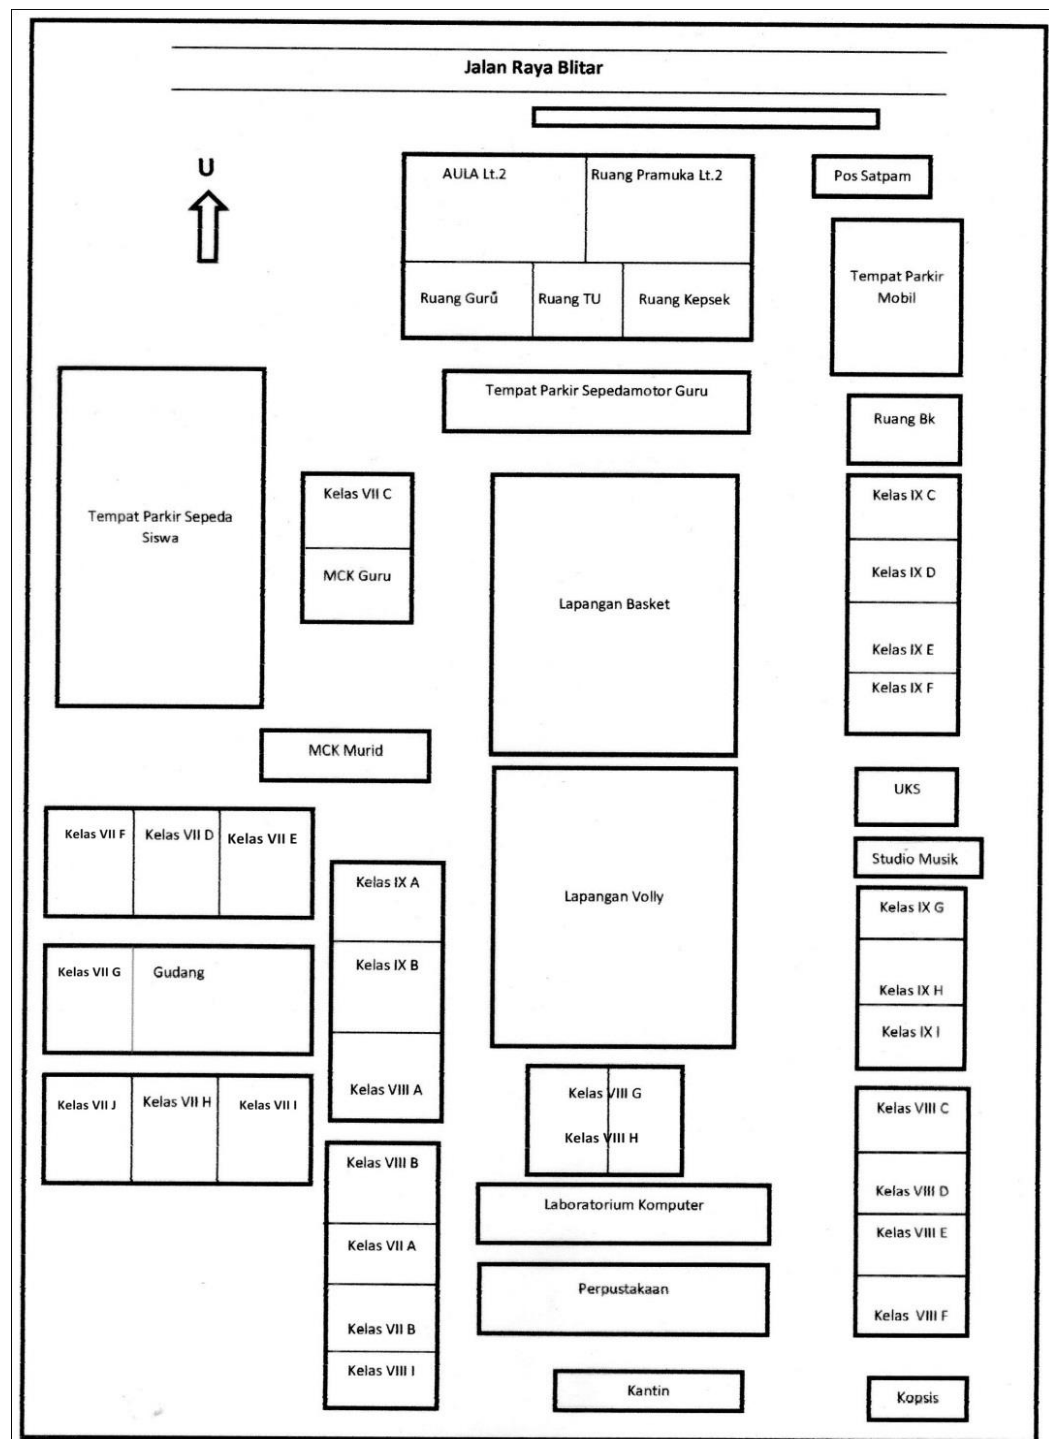 Jalan Raya Blitar
U
AULA Lt.2
Ruang Pramuka Lt.2
Pos Satpam
Ruang Guru
Ruang TU
Ruang Kepsek
Tempat Parkir
Mobil
Tempat Parkir Sepedamotor Guru
Ruang Bk
Tempat Parkir Sepeda
Siswa
Kelas VII C
MCK Guru
Lapangan Basket
Kelas IX C
Kelas IX D
Kelas IX E
Kelas IX F
MCK Murid
UKS
Studio Musik
Kelas VII F
Kelas VII D
Kelas VII E
Kelas IX A
Kelas IX B
Kelas VIII A
Lapangan Volly
Kelas IX G
Kelas IX H
Kelas IX I
Kelas VII G
Gudang
Kelas VII J
Kelas VII H
Kelas VII I
Kelas VIII G
Kelas VIII H
Kelas VIII C
Kelas VIII D
Kelas VIII E
Kelas VIII F
Kelas VIII B
Kelas VII A
Kelas VII B
Kelas VIII I
Laboratorium Komputer
Perpustakaan
Kantin
Kopsis